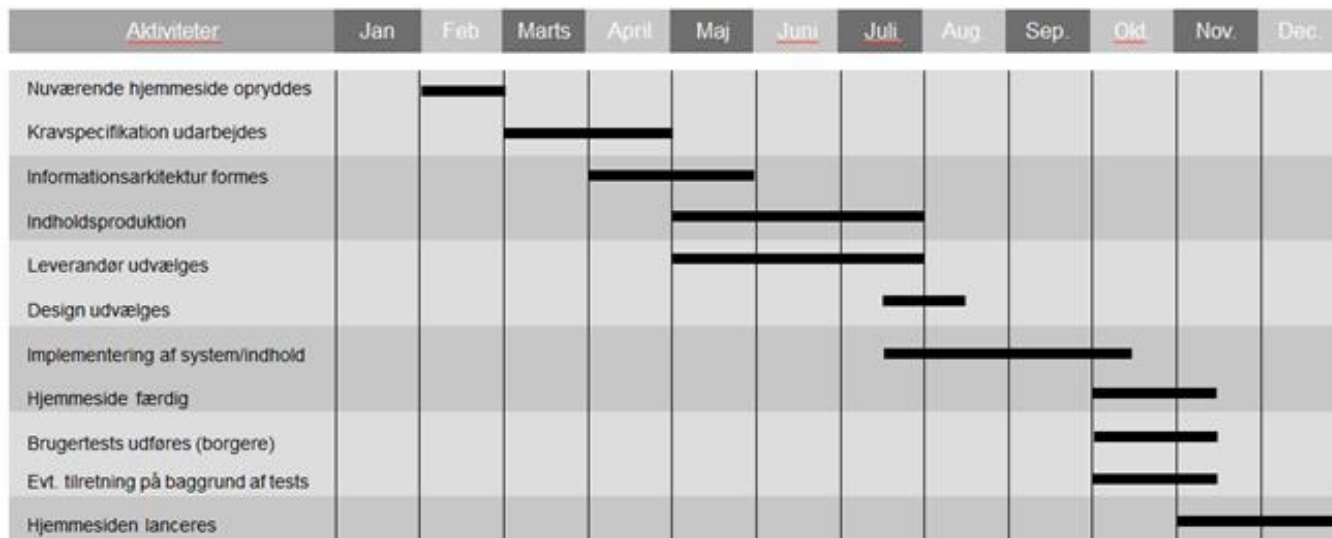 Aktiviteter Jan Feb Marts April Maj Juni Juli Aug. Sep. Okt. Nov. Dec.
Nuværende hjemmeside opryddes
Kravspecifikation udarbejdes
Informationsarkitektur formes
Indholdsproduktion
Leverandør udvælges
Design udvælges
Implementering af system/indhold
Hjemmeside færdig
Brugertests udføres (borgere)
Evt. tilretning på baggrund af tests
Hjemmesiden lanceres